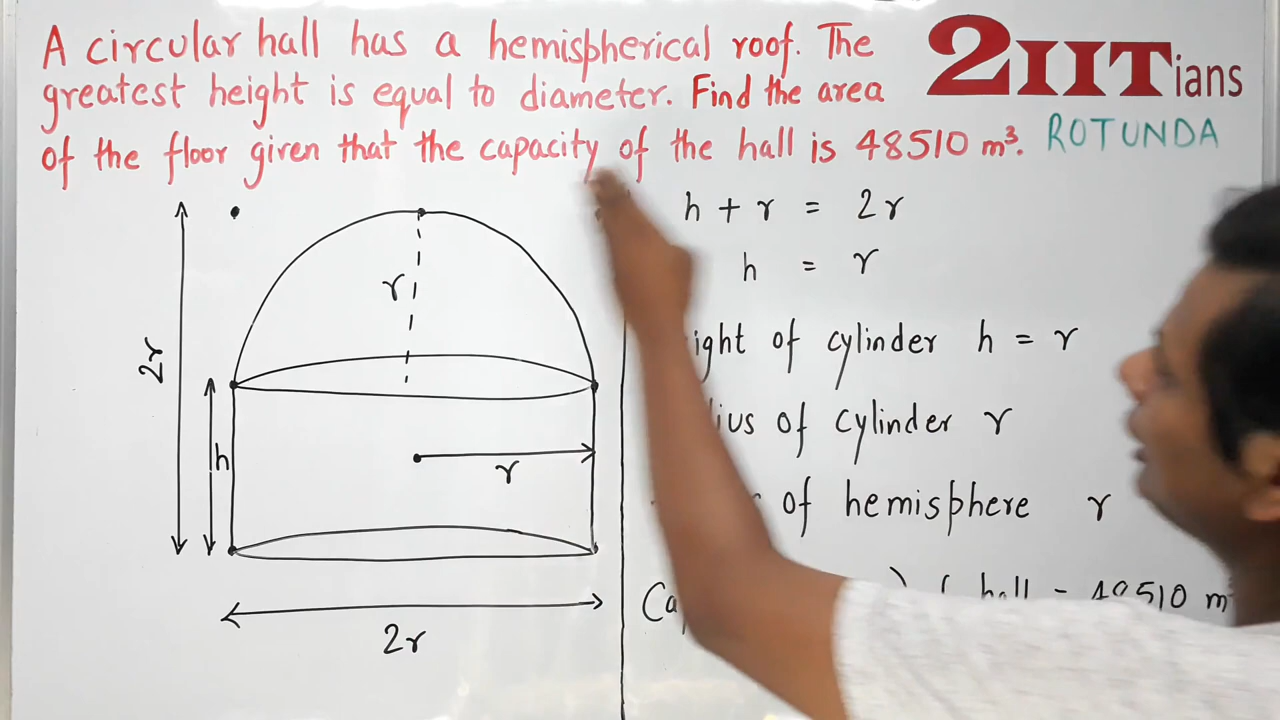 A circular hall has a hemispherical roof. The
greatest height is equal to diameter. Find the area
of the floor given that the capacity of the hall is 48510 m³.
2IITians
ROTUNDA
r
2r
h
r
2r
h + r = 2r
h = r
of cylinder h = r
of cylinder r
of hemisphere r
hall = 48510 m